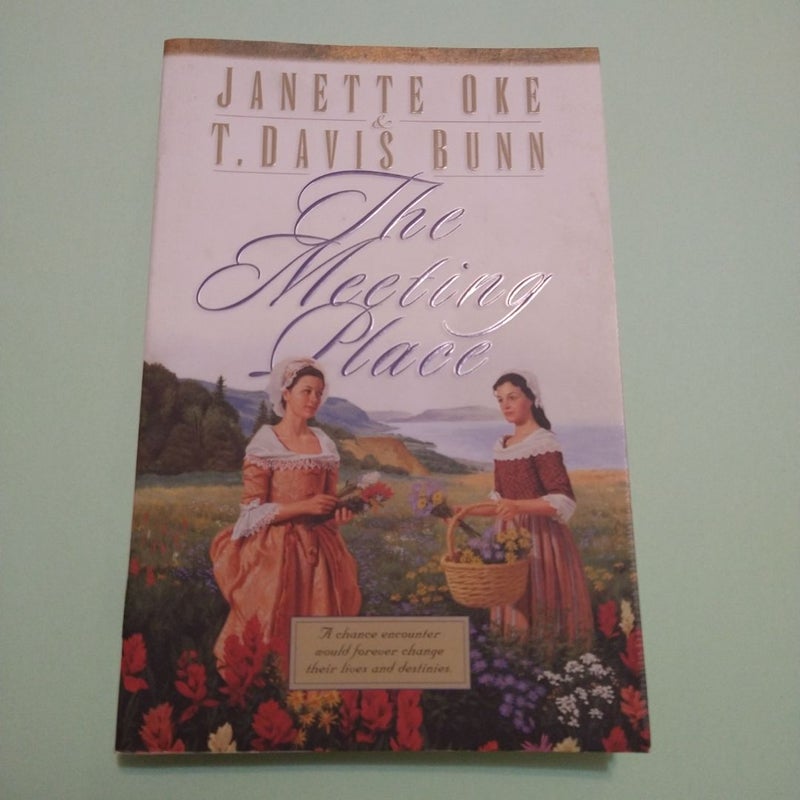 JANETTE OKE
&
T. DAVIS BUNN
The
Meeting
Place
A chance encounter
would forever change
their lives and destinies.